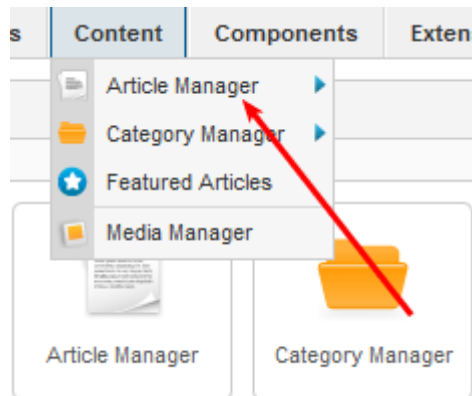 s Content Components Exten
Article Manager
Category Manager
Featured Articles
Media Manager
Article Manager Category Manager